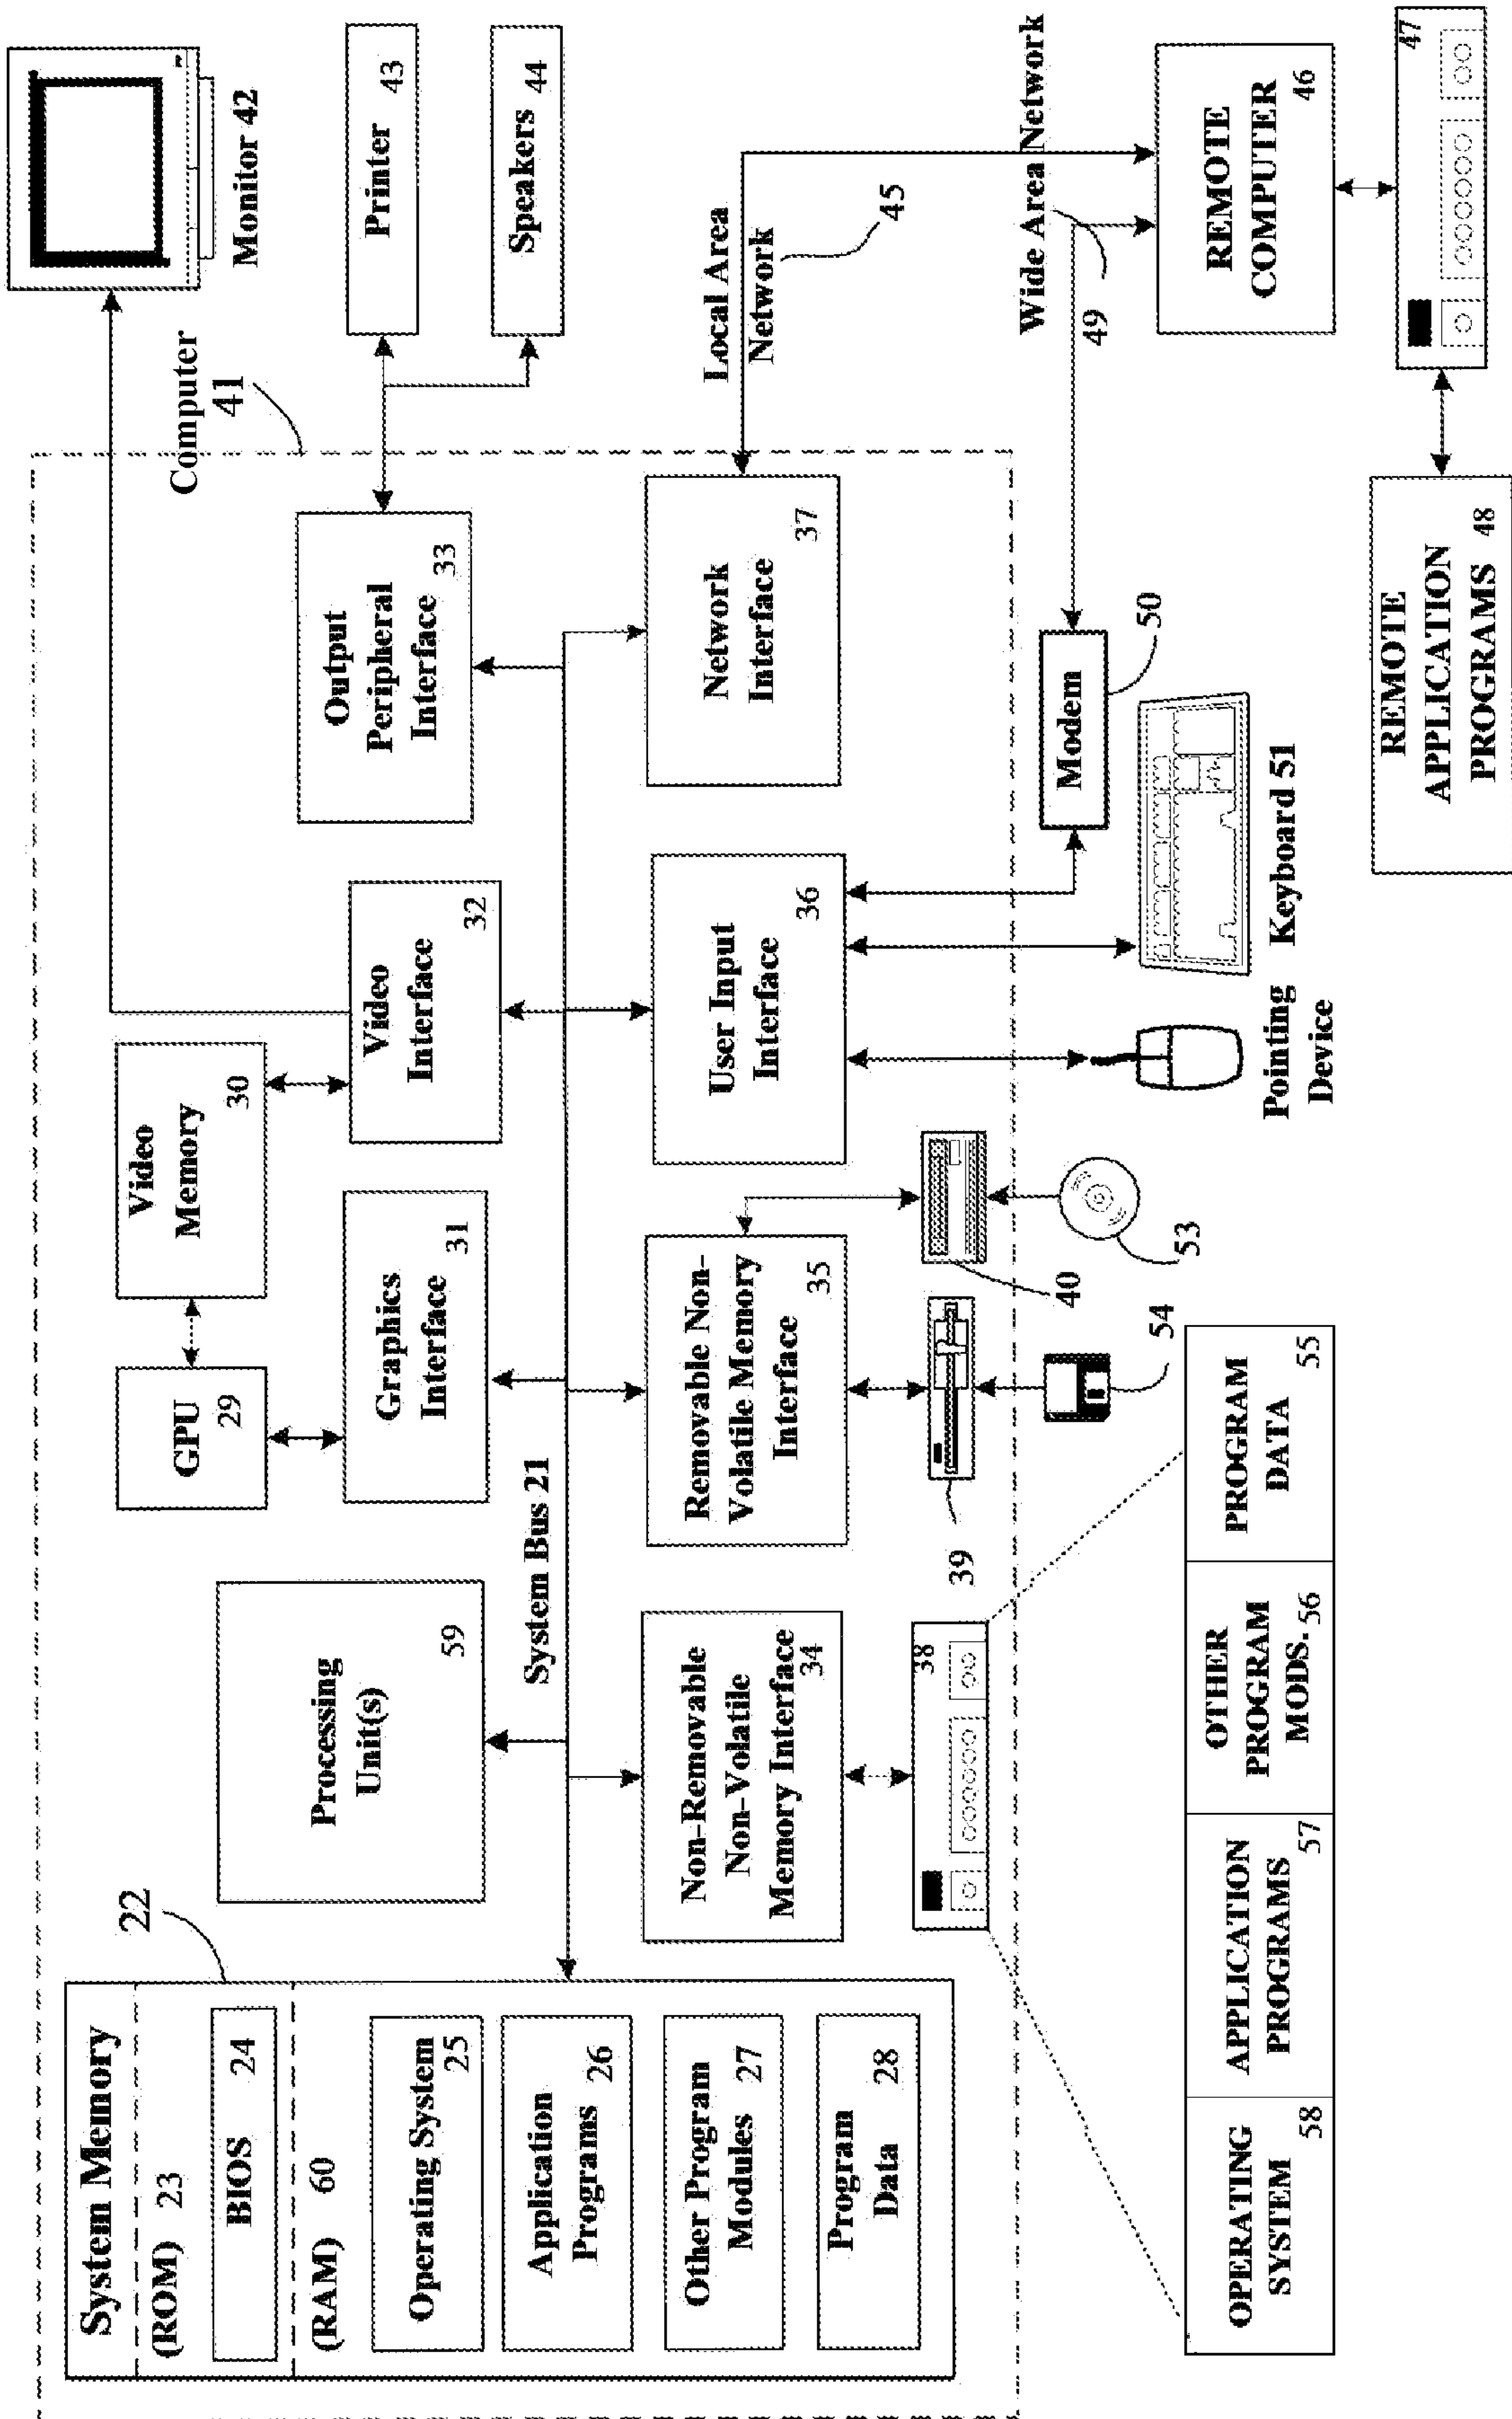 System Memory
(ROM) 23
BIOS 24
(RAM) 60
Operating System
25
Application
Programs 26
Other Program
Modules 27
Program
Data 28
22
Processing
Unit(s)
59
System Bus 21
GPU
29
Video
Memory
30
Graphics
Interface
31
Video
Interface
32
Output
Peripheral
Interface 33
Computer
41
Monitor 42
Printer
43
Speakers
44
Non-Removable
Non-Volatile
Memory Interface
34
Removable Non-
Volatile Memory
Interface
35
User Input
Interface
36
Network
Interface
37
Local Area
Network
45
Wide Area Network
49
38
39
40
54
53
Pointing
Device
Keyboard 51
Modem
50
REMOTE
COMPUTER
46
47
REMOTE
APPLICATION
PROGRAMS 48
OPERATING
SYSTEM
58
APPLICATION
PROGRAMS
57
OTHER
PROGRAM
MODS. 56
PROGRAM
DATA
55